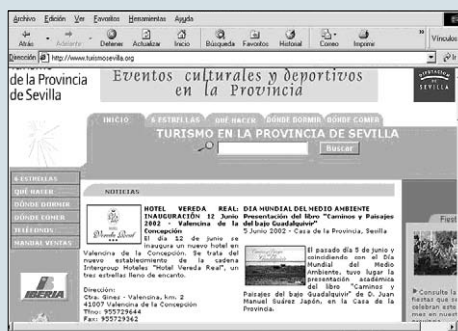 Archivo Edición Ver Favoritos Herramientas Ayuda
Atrás Adelante Detener Actualizar Inicio Búsqueda Favoritos Historial Correo Imprimir Vínculos
Dirección http://www.turismosevilla.org
de la Provincia
de Sevilla
Eventos culturales y deportivos
en la Provincia
DIPUTACION
SEVILLA
INICIO 6 ESTRELLAS QUÉ HACER DÓNDE DORMIR DÓNDE COMER
TURISMO EN LA PROVINCIA DE SEVILLA
Buscar
6 ESTRELLAS
QUÉ HACER
DÓNDE DORMIR
DÓNDE COMER
TELÉFONOS
MANUAL VENTAS
IBERIA
NOTICIAS
Vereda Real
HOTEL VEREDA REAL:
INAUGURACIÓN 12 Junio
2002 - Valencina de la
Concepción
El día 12 de junio se
inaugura un nuevo hotel en
Valencina de la Concepción. Se trata del
nuevo establecimiento de la cadena
Intergroup Hoteles "Hotel Vereda Real", un
tres estrellas lleno de encanto.
Dirección:
Ctra. Gines - Valencina, km. 2
41007 Valencina de la Concepción
Tfno: 955729644
Fax: 955729362
DIA MUNDIAL DEL MEDIO AMBIENTE
Presentación del libro "Caminos y Paisajes
del bajo Guadalquivir"
5 Junio 2002 - Casa de la Provincia, Sevilla
El pasado día 5 de junio y
coincidiendo con el Día
Mundial del Medio
Ambiente, tuvo lugar la
presentación académica
del libro "Caminos y
Paisajes del bajo Guadalquivir" de D. Juan
Manuel Suárez Japón, en la Casa de la
Provincia.
Fiest
Consulte la
fiestas que s
celebran este
mes en nuest